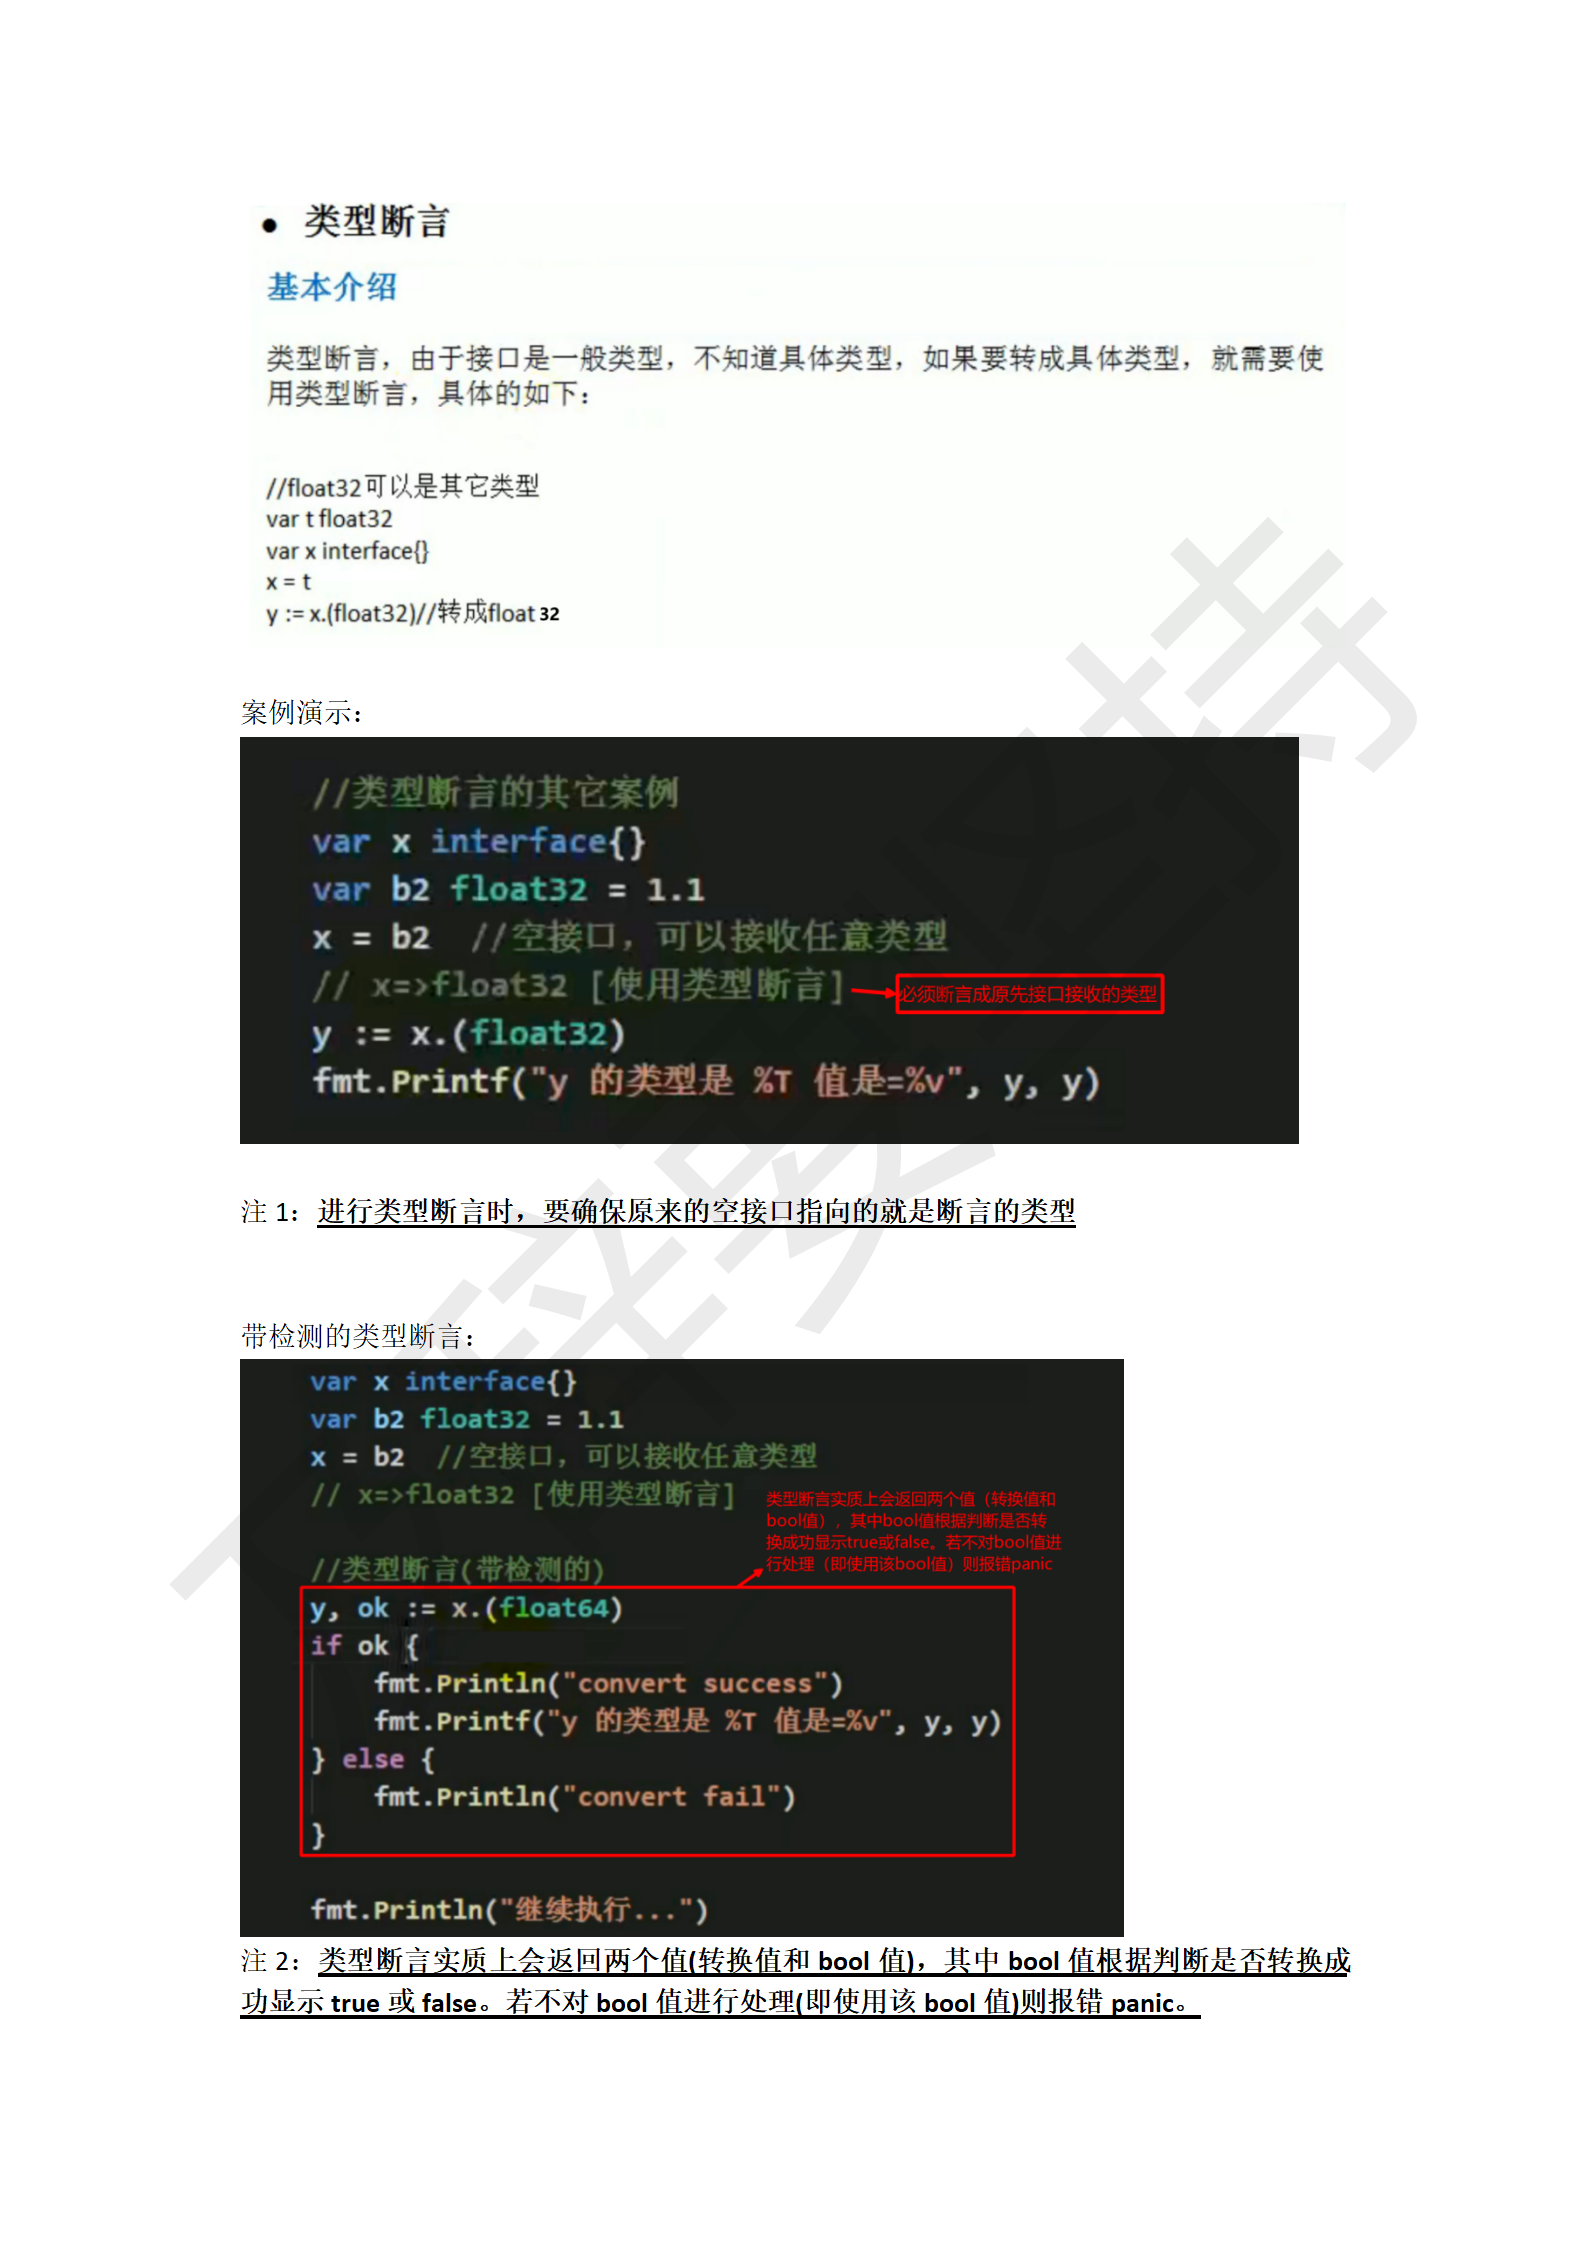 ● 类型断言
基本介绍
类型断言，由于接口是一般类型，不知道具体类型，如果要转成具体类型，就需要使
用类型断言，具体的如下：
//float32可以是其它类型
var t float32
var x interface{}
x = t
y := x.(float32)//转成float 32
案例演示：
//类型断言的其它案例
var x interface{}
var b2 float32 = 1.1
x = b2  //空接口，可以接收任意类型
// x=>float32 [使用类型断言]
必须断言成原先接口接收的类型
y := x.(float32)
fmt.Printf("y 的类型是 %T 值是=%v", y, y)
注 1：进行类型断言时，要确保原来的空接口指向的就是断言的类型
带检测的类型断言：
var x interface{}
var b2 float32 = 1.1
x = b2  //空接口，可以接收任意类型
// x=>float32 [使用类型断言]
类型断言实质上会返回两个值（转换值和
bool值），其中bool值根据判断是否转
换成功显示true或false。若不对bool值进
行处理（即使用该bool值）则报错panic
//类型断言(带检测的)
y, ok := x.(float64)
if ok {
fmt.Println("convert success")
fmt.Printf("y 的类型是 %T 值是=%v", y, y)
} else {
fmt.Println("convert fail")
}
fmt.Println("继续执行...")
注 2：类型断言实质上会返回两个值(转换值和 bool 值)，其中 bool 值根据判断是否转换成
功显示 true 或 false。若不对 bool 值进行处理(即使用该 bool 值)则报错 panic。